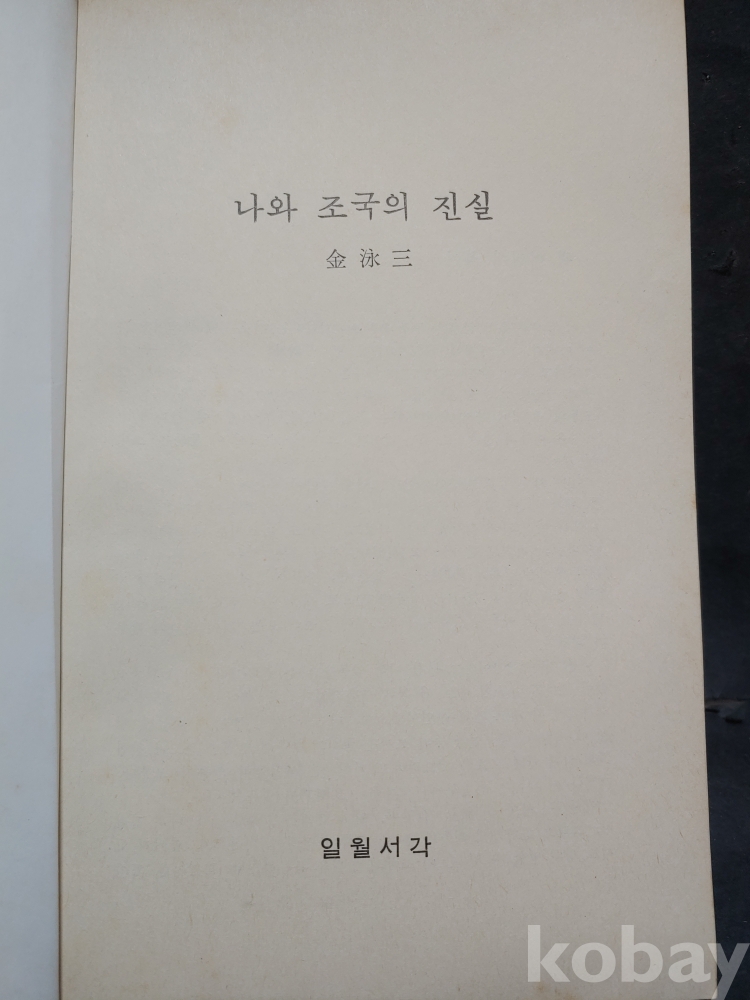 나와 조국의 진실
金泳三
일월서각
kobay